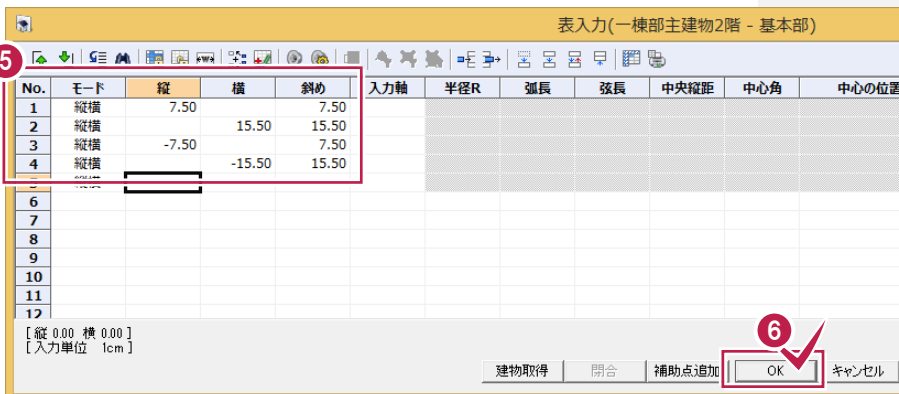 表入力(一棟部主建物2階 - 基本部)
5
No. モード 縦 横 斜め 入力軸 半径R 弧長 弦長 中央縦距 中心角 中心の位置
1 縦横 7.50 7.50
2 縦横 15.50 15.50
3 縦横 -7.50 7.50
4 縦横 -15.50 15.50
5 縦横
6
7
8
9
10
11
12
[ 縦 0.00 横 0.00 ]
[ 入力単位 1cm ]
6
建物取得 閉合 補助点追加 OK キャンセル